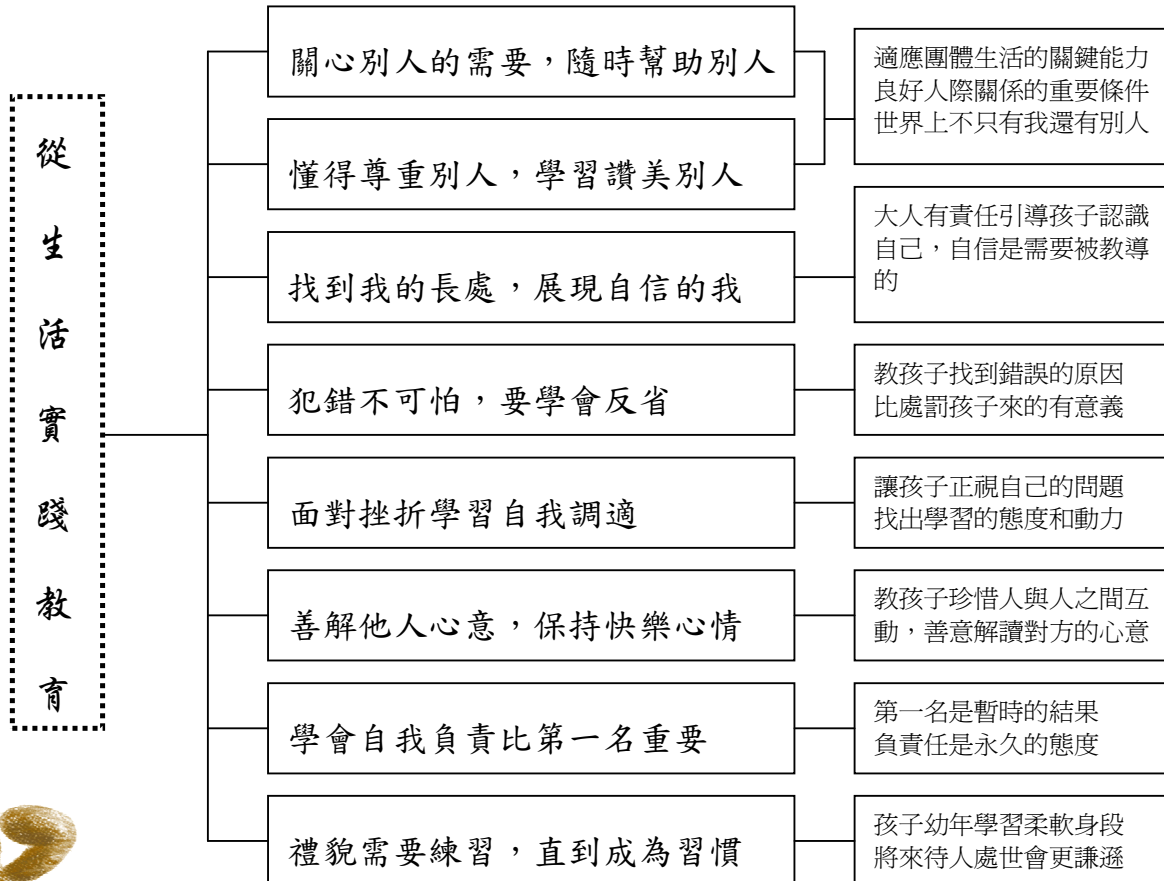 從生活實踐教育
關心別人的需要，隨時幫助別人
懂得尊重別人，學習讚美別人
適應團體生活的關鍵能力
良好人際關係的重要條件
世界上不只有我還有別人
找到我的長處，展現自信的我
大人有責任引導孩子認識
自己，自信是需要被教導
的
犯錯不可怕，要學會反省
教孩子找到錯誤的原因
比處罰孩子來的有意義
面對挫折學習自我調適
讓孩子正視自己的問題
找出學習的態度和動力
善解他人心意，保持快樂心情
教孩子珍惜人與人之間互
動，善意解讀對方的心意
學會自我負責比第一名重要
第一名是暫時的結果
負責任是永久的態度
禮貌需要練習，直到成為習慣
孩子幼年學習柔軟身段
將來待人處世會更謙遜